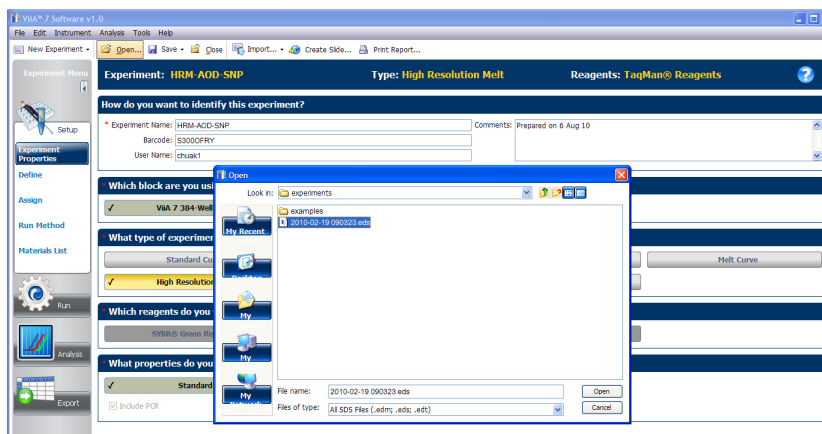 ViiA™ 7 Software v1.0
File Edit Instrument Analysis Tools Help
New Experiment Open... Save Close Import... Create Slide... Print Report...
Experiment Menu
Experiment: HRM-AOD-SNP Type: High Resolution Melt Reagents: TaqMan® Reagents ?
How do you want to identify this experiment?
* Experiment Name: HRM-AOD-SNP Comments: Prepared on 6 Aug 10
Barcode: S300OFRY
User Name: chuak1
Setup
Experiment Properties
Define
Assign
Run Method
Materials List
Run
Analysis
Export
* Which block are you usi
✓ ViiA 7 384-Well
* What type of experimen
Standard Cu
Melt Curve
✓ High Resolution
* Which reagents do you
SYBR® Green Re
* What properties do you
✓ Standard
✓ Include PCR
Open
Look in: experiments
examples
2010-02-19 090323.eds
My Recent
Desktop
My
My
My
File name: 2010-02-19 090323.eds Open
Files of type: All SDS Files (.edm; .eds; .edt) Cancel